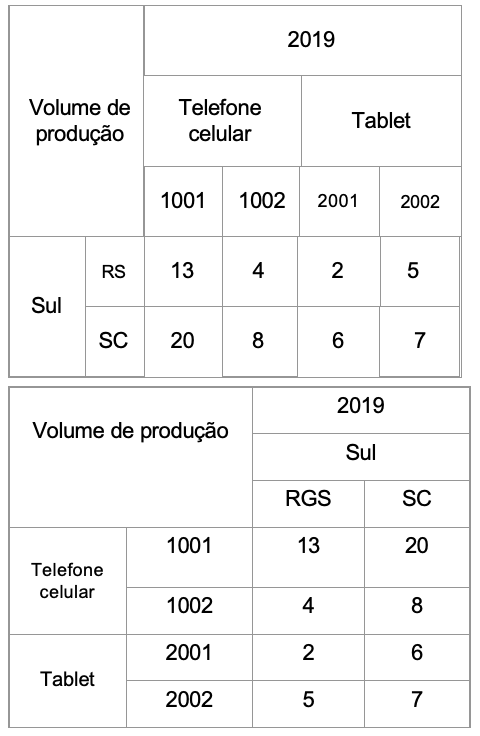 2019
Volume de
produção
Telefone
celular
Tablet
1001 1002 2001 2002
Sul
RS 13 4 2 5
SC 20 8 6 7
Volume de produção
2019
Sul
RGS SC
Telefone
celular
1001 13 20
1002 4 8
Tablet
2001 2 6
2002 5 7